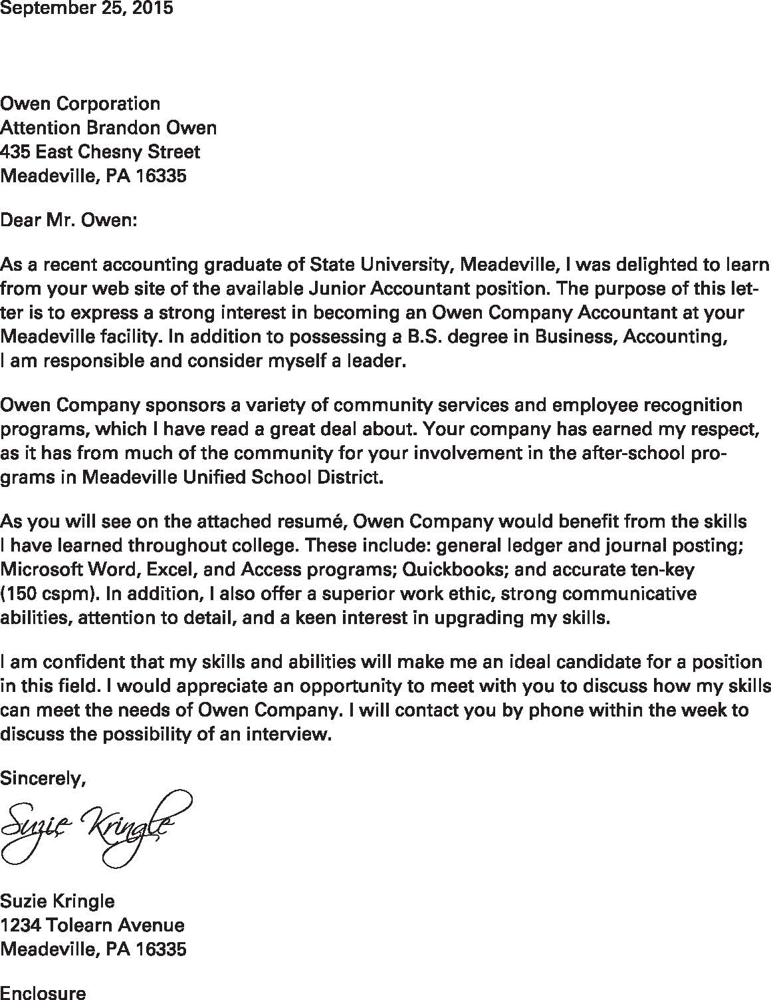 September 25, 2015
Owen Corporation
Attention Brandon Owen
435 East Chesny Street
Meadeville, PA 16335
Dear Mr. Owen:
As a recent accounting graduate of State University, Meadeville, I was delighted to learn
from your web site of the available Junior Accountant position. The purpose of this let-
ter is to express a strong interest in becoming an Owen Company Accountant at your
Meadeville facility. In addition to possessing a B.S. degree in Business, Accounting,
I am responsible and consider myself a leader.
Owen Company sponsors a variety of community services and employee recognition
programs, which I have read a great deal about. Your company has earned my respect,
as it has from much of the community for your involvement in the after-school pro-
grams in Meadeville Unified School District.
As you will see on the attached resumé, Owen Company would benefit from the skills
I have learned throughout college. These include: general ledger and journal posting;
Microsoft Word, Excel, and Access programs; Quickbooks; and accurate ten-key
(150 cspm). In addition, I also offer a superior work ethic, strong communicative
abilities, attention to detail, and a keen interest in upgrading my skills.
I am confident that my skills and abilities will make me an ideal candidate for a position
in this field. I would appreciate an opportunity to meet with you to discuss how my skills
can meet the needs of Owen Company. I will contact you by phone within the week to
discuss the possibility of an interview.
Sincerely,
Suzie Kringle
Suzie Kringle
1234 Tolearn Avenue
Meadeville, PA 16335
Enclosure